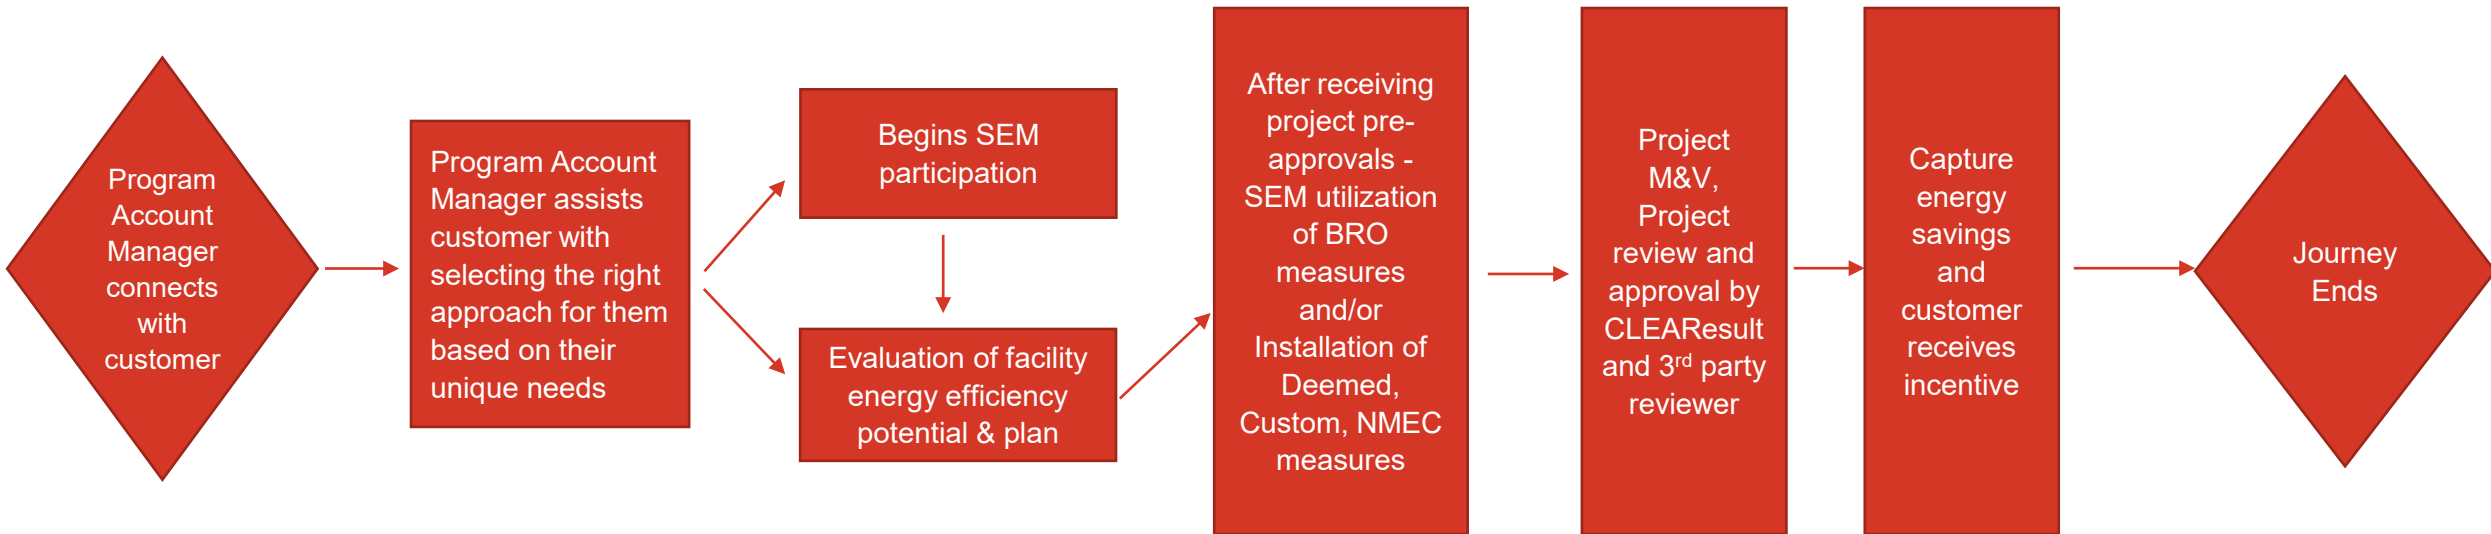 Program
Account
Manager
connects
with
customer
Program Account
Manager assists
customer with
selecting the right
approach for them
based on their
unique needs
Begins SEM
participation
Evaluation of facility
energy efficiency
potential & plan
After receiving
project pre-
approvals -
SEM utilization
of BRO
measures
and/or
Installation of
Deemed,
Custom, NMEC
measures
Project
M&V,
Project
review and
approval by
CLEAResult
and 3rd party
reviewer
Capture
energy
savings
and
customer
receives
incentive
Journey
Ends